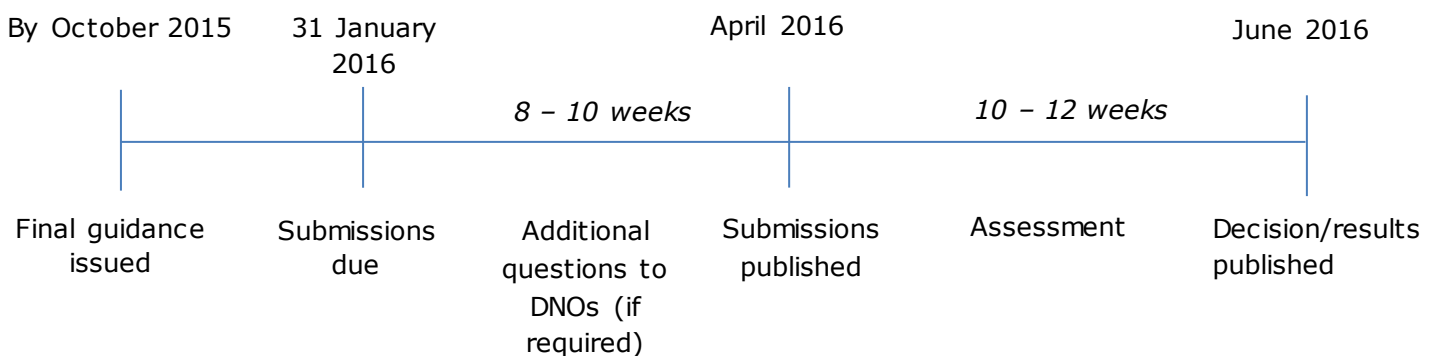 By October 2015
31 January
2016
April 2016
June 2016
8 – 10 weeks
10 – 12 weeks
Final guidance
issued
Submissions
due
Additional
questions to
DNOs (if
required)
Submissions
published
Assessment
Decision/results
published